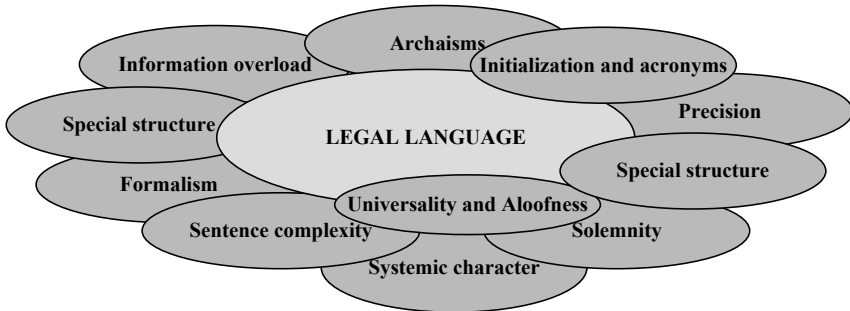 Archaisms
Information overload
Initialization and acronyms
Precision
Special structure
LEGAL LANGUAGE
Special structure
Formalism
Universality and Aloofness
Sentence complexity
Solemnity
Systemic character